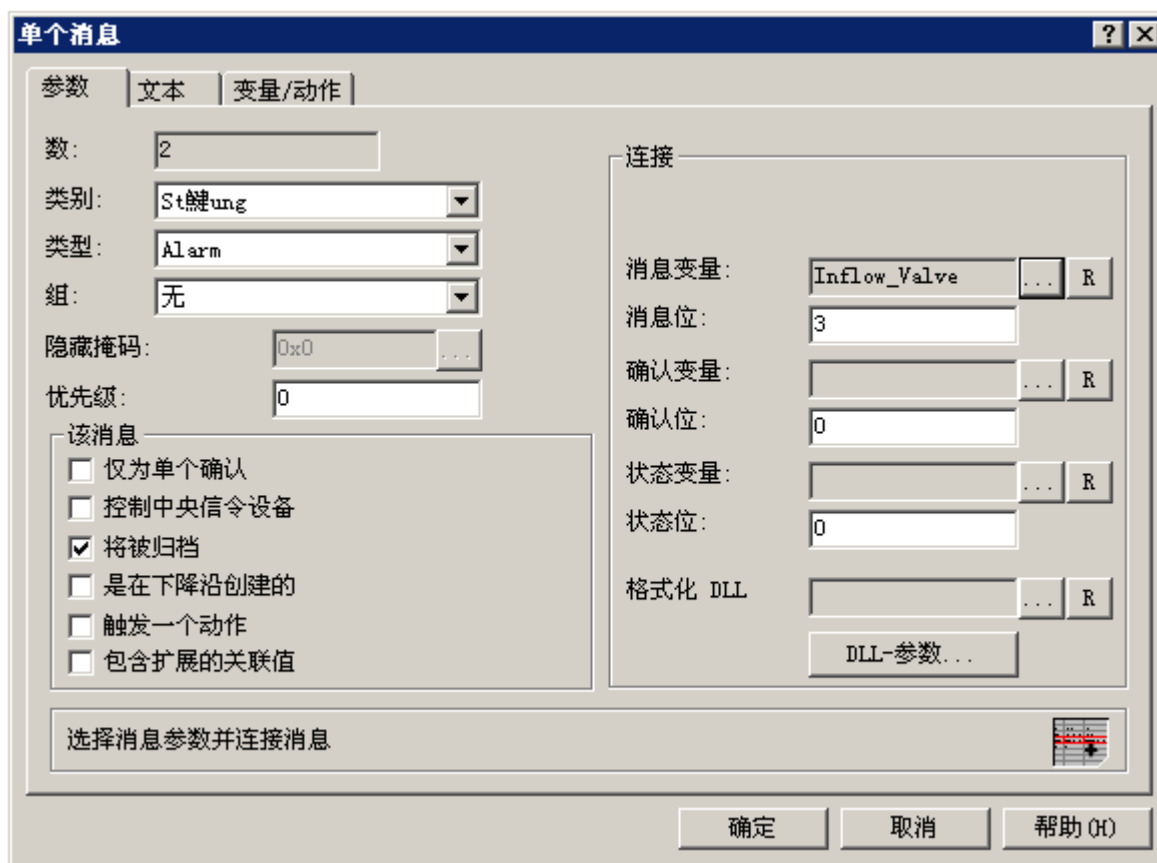 单个消息
参数 文本 变量/动作
数: 2
类别: St鰎ung
类型: Alarm
组: 无
隐藏掩码: 0x0 ...
优先级: 0
该消息
仅为单个确认
控制中央信令设备
将被归档
是在下降沿创建的
触发一个动作
包含扩展的关联值
连接
消息变量: Inflow_Valve ... R
消息位: 3
确认变量: ... R
确认位: 0
状态变量: ... R
状态位: 0
格式化 DLL ... R
DLL-参数...
选择消息参数并连接消息
确定 取消 帮助(H)